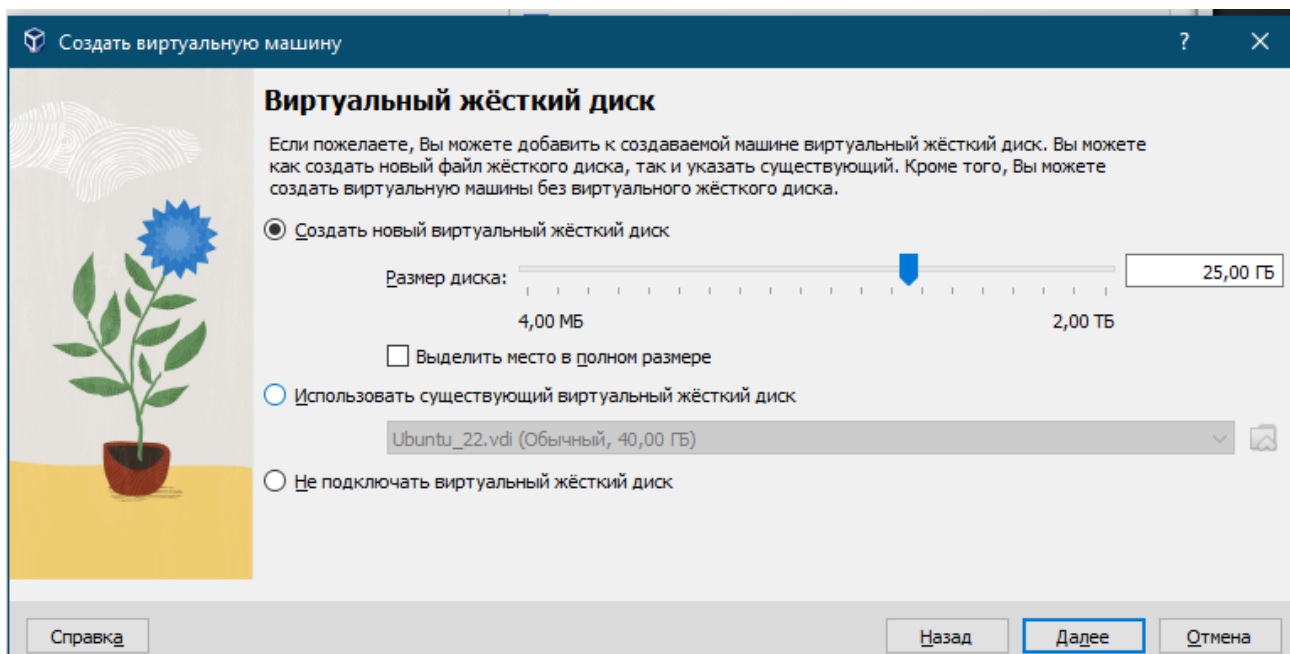 Создать виртуальную машину
?
Виртуальный жёсткий диск
Если пожелаете, Вы можете добавить к создаваемой машине виртуальный жёсткий диск. Вы можете
как создать новый файл жёсткого диска, так и указать существующий. Кроме того, Вы можете
создать виртуальную машины без виртуального жёсткого диска.
Создать новый виртуальный жёсткий диск
Размер диска:
25,00 ГБ
4,00 МБ
2,00 ТБ
Выделить место в полном размере
Использовать существующий виртуальный жёсткий диск
Ubuntu_22.vdi (Обычный, 40,00 ГБ)
Не подключать виртуальный жёсткий диск
Справка
Назад
Далее
Отмена